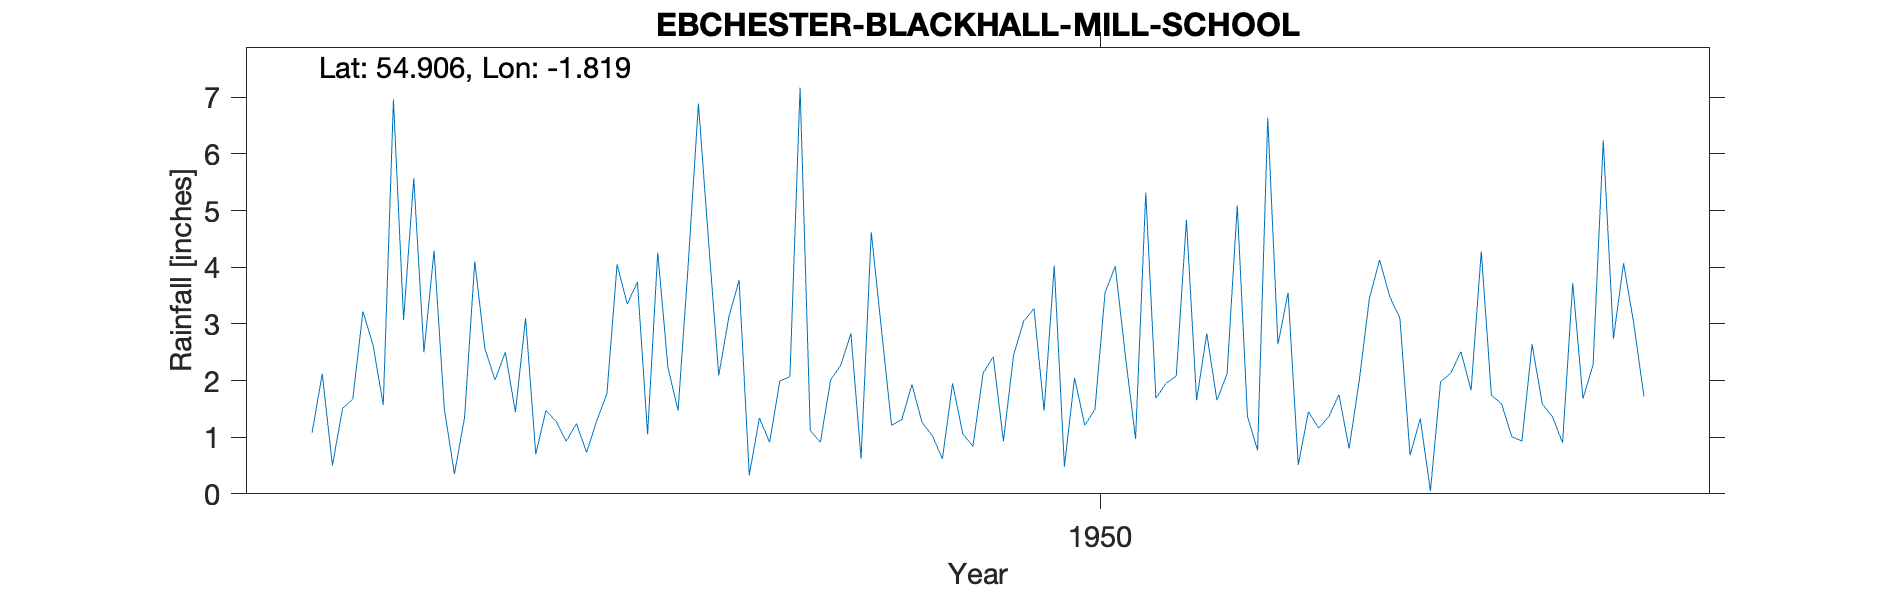 EBCHESTER-BLACKHALL-MILL-SCHOOL
Lat: 54.906, Lon: -1.819
7
6
5
4
3
2
1
0
Rainfall [inches]
1950
Year